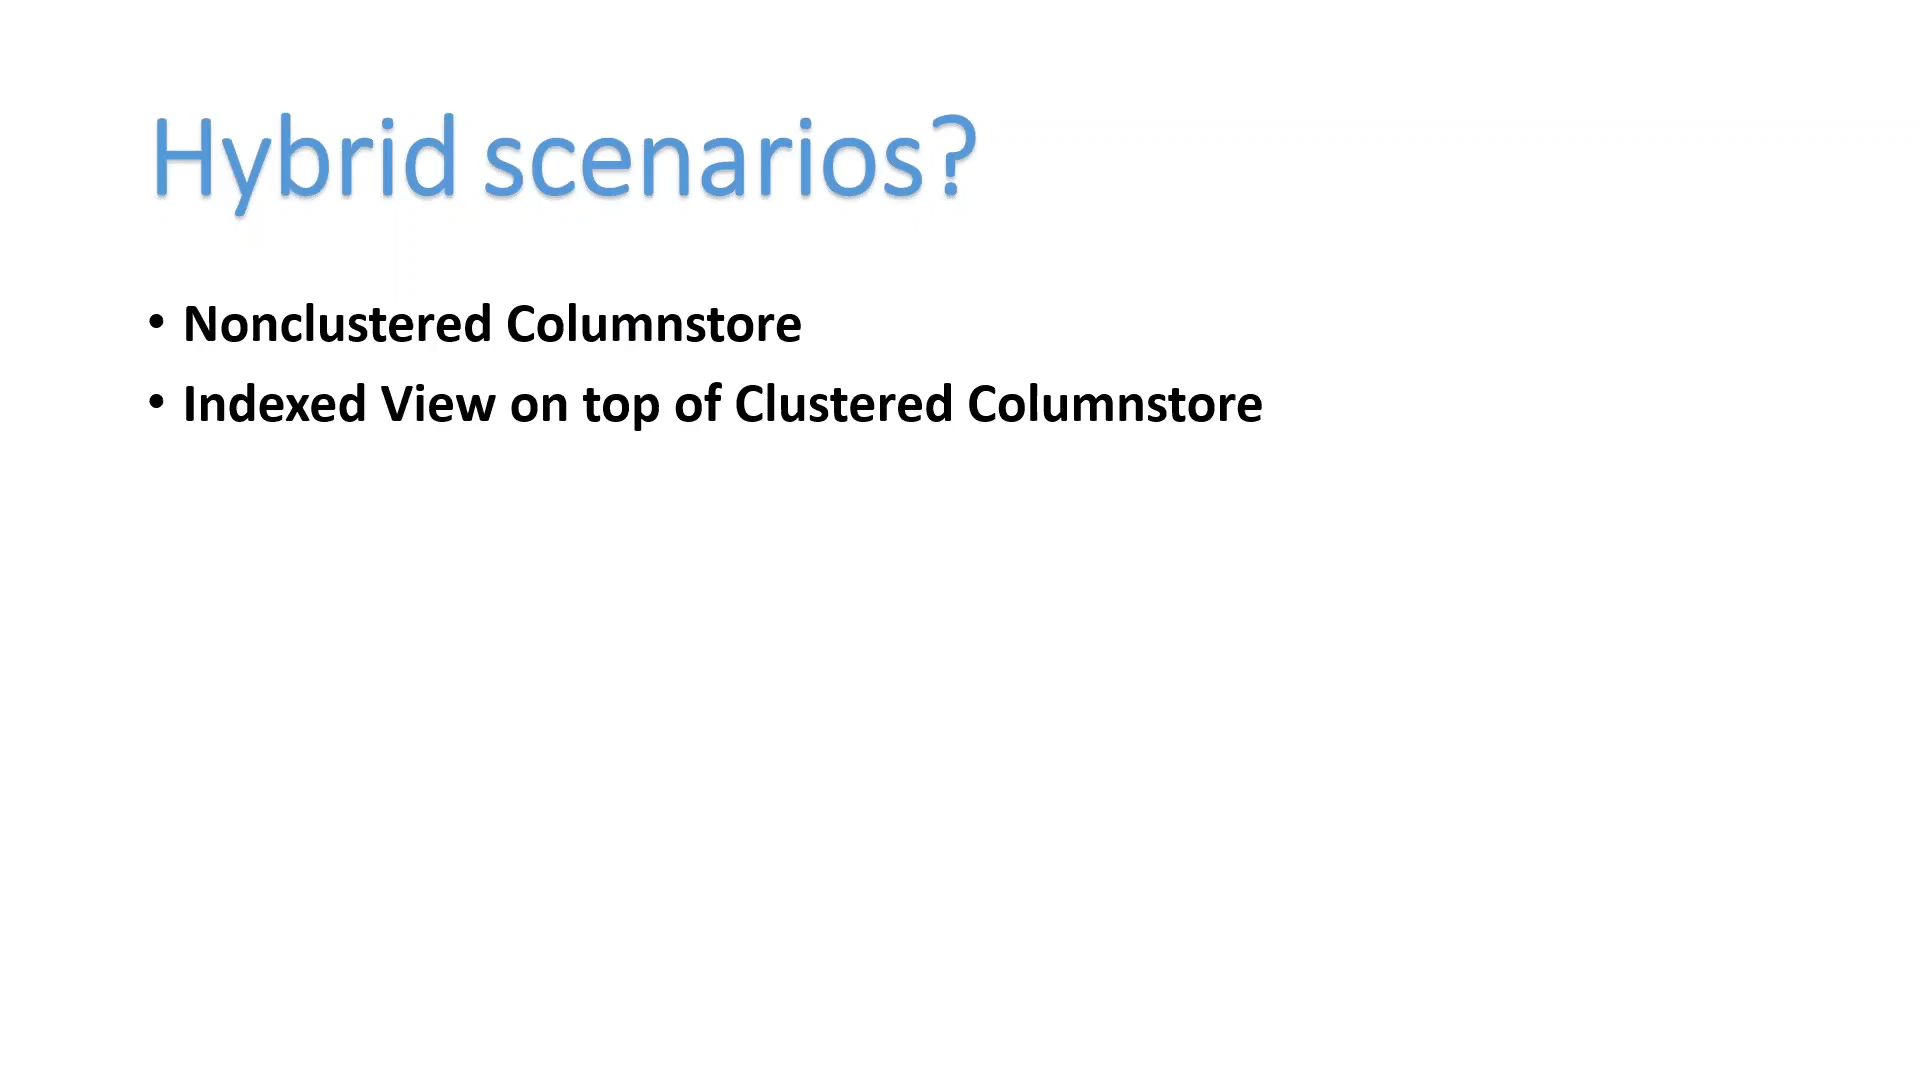 Hybrid scenarios?
• Nonclustered Columnstore
• Indexed View on top of Clustered Columnstore